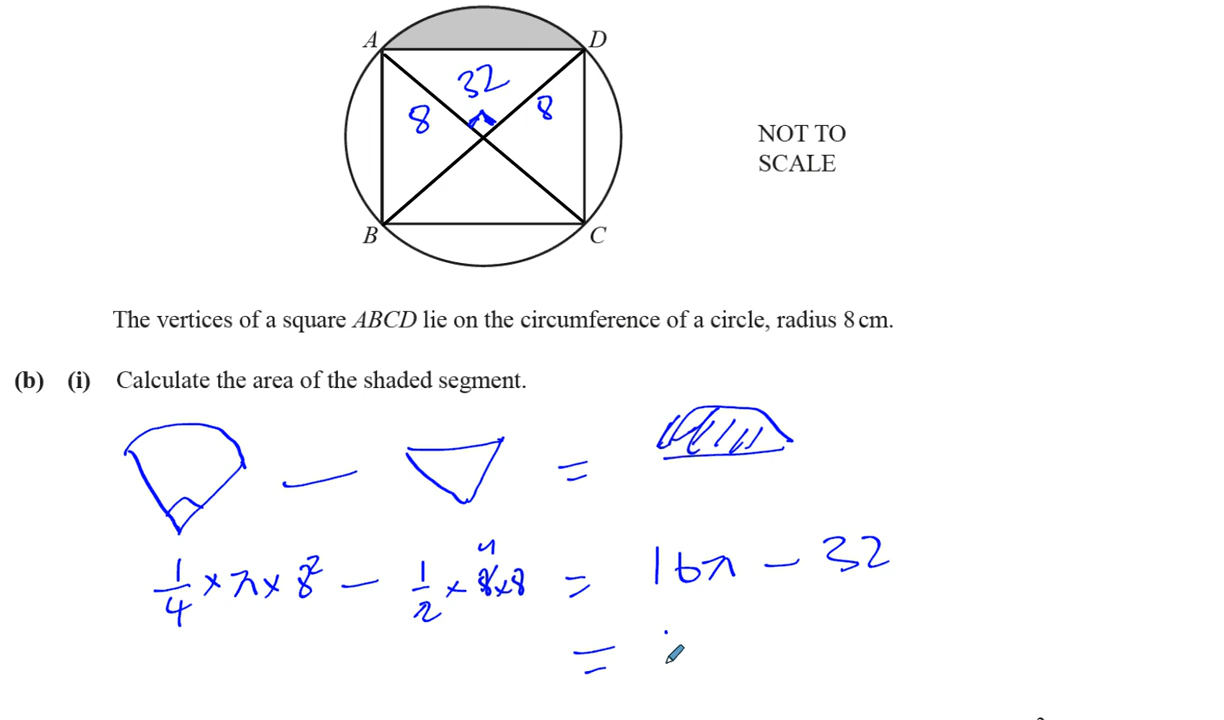 A D
32
8 8
NOT TO
SCALE
B C
The vertices of a square ABCD lie on the circumference of a circle, radius 8 cm.
(b) (i) Calculate the area of the shaded segment.
− =
1/4 × π × 8² − 1/2 × 8 × 8 = 16π − 32
4
=